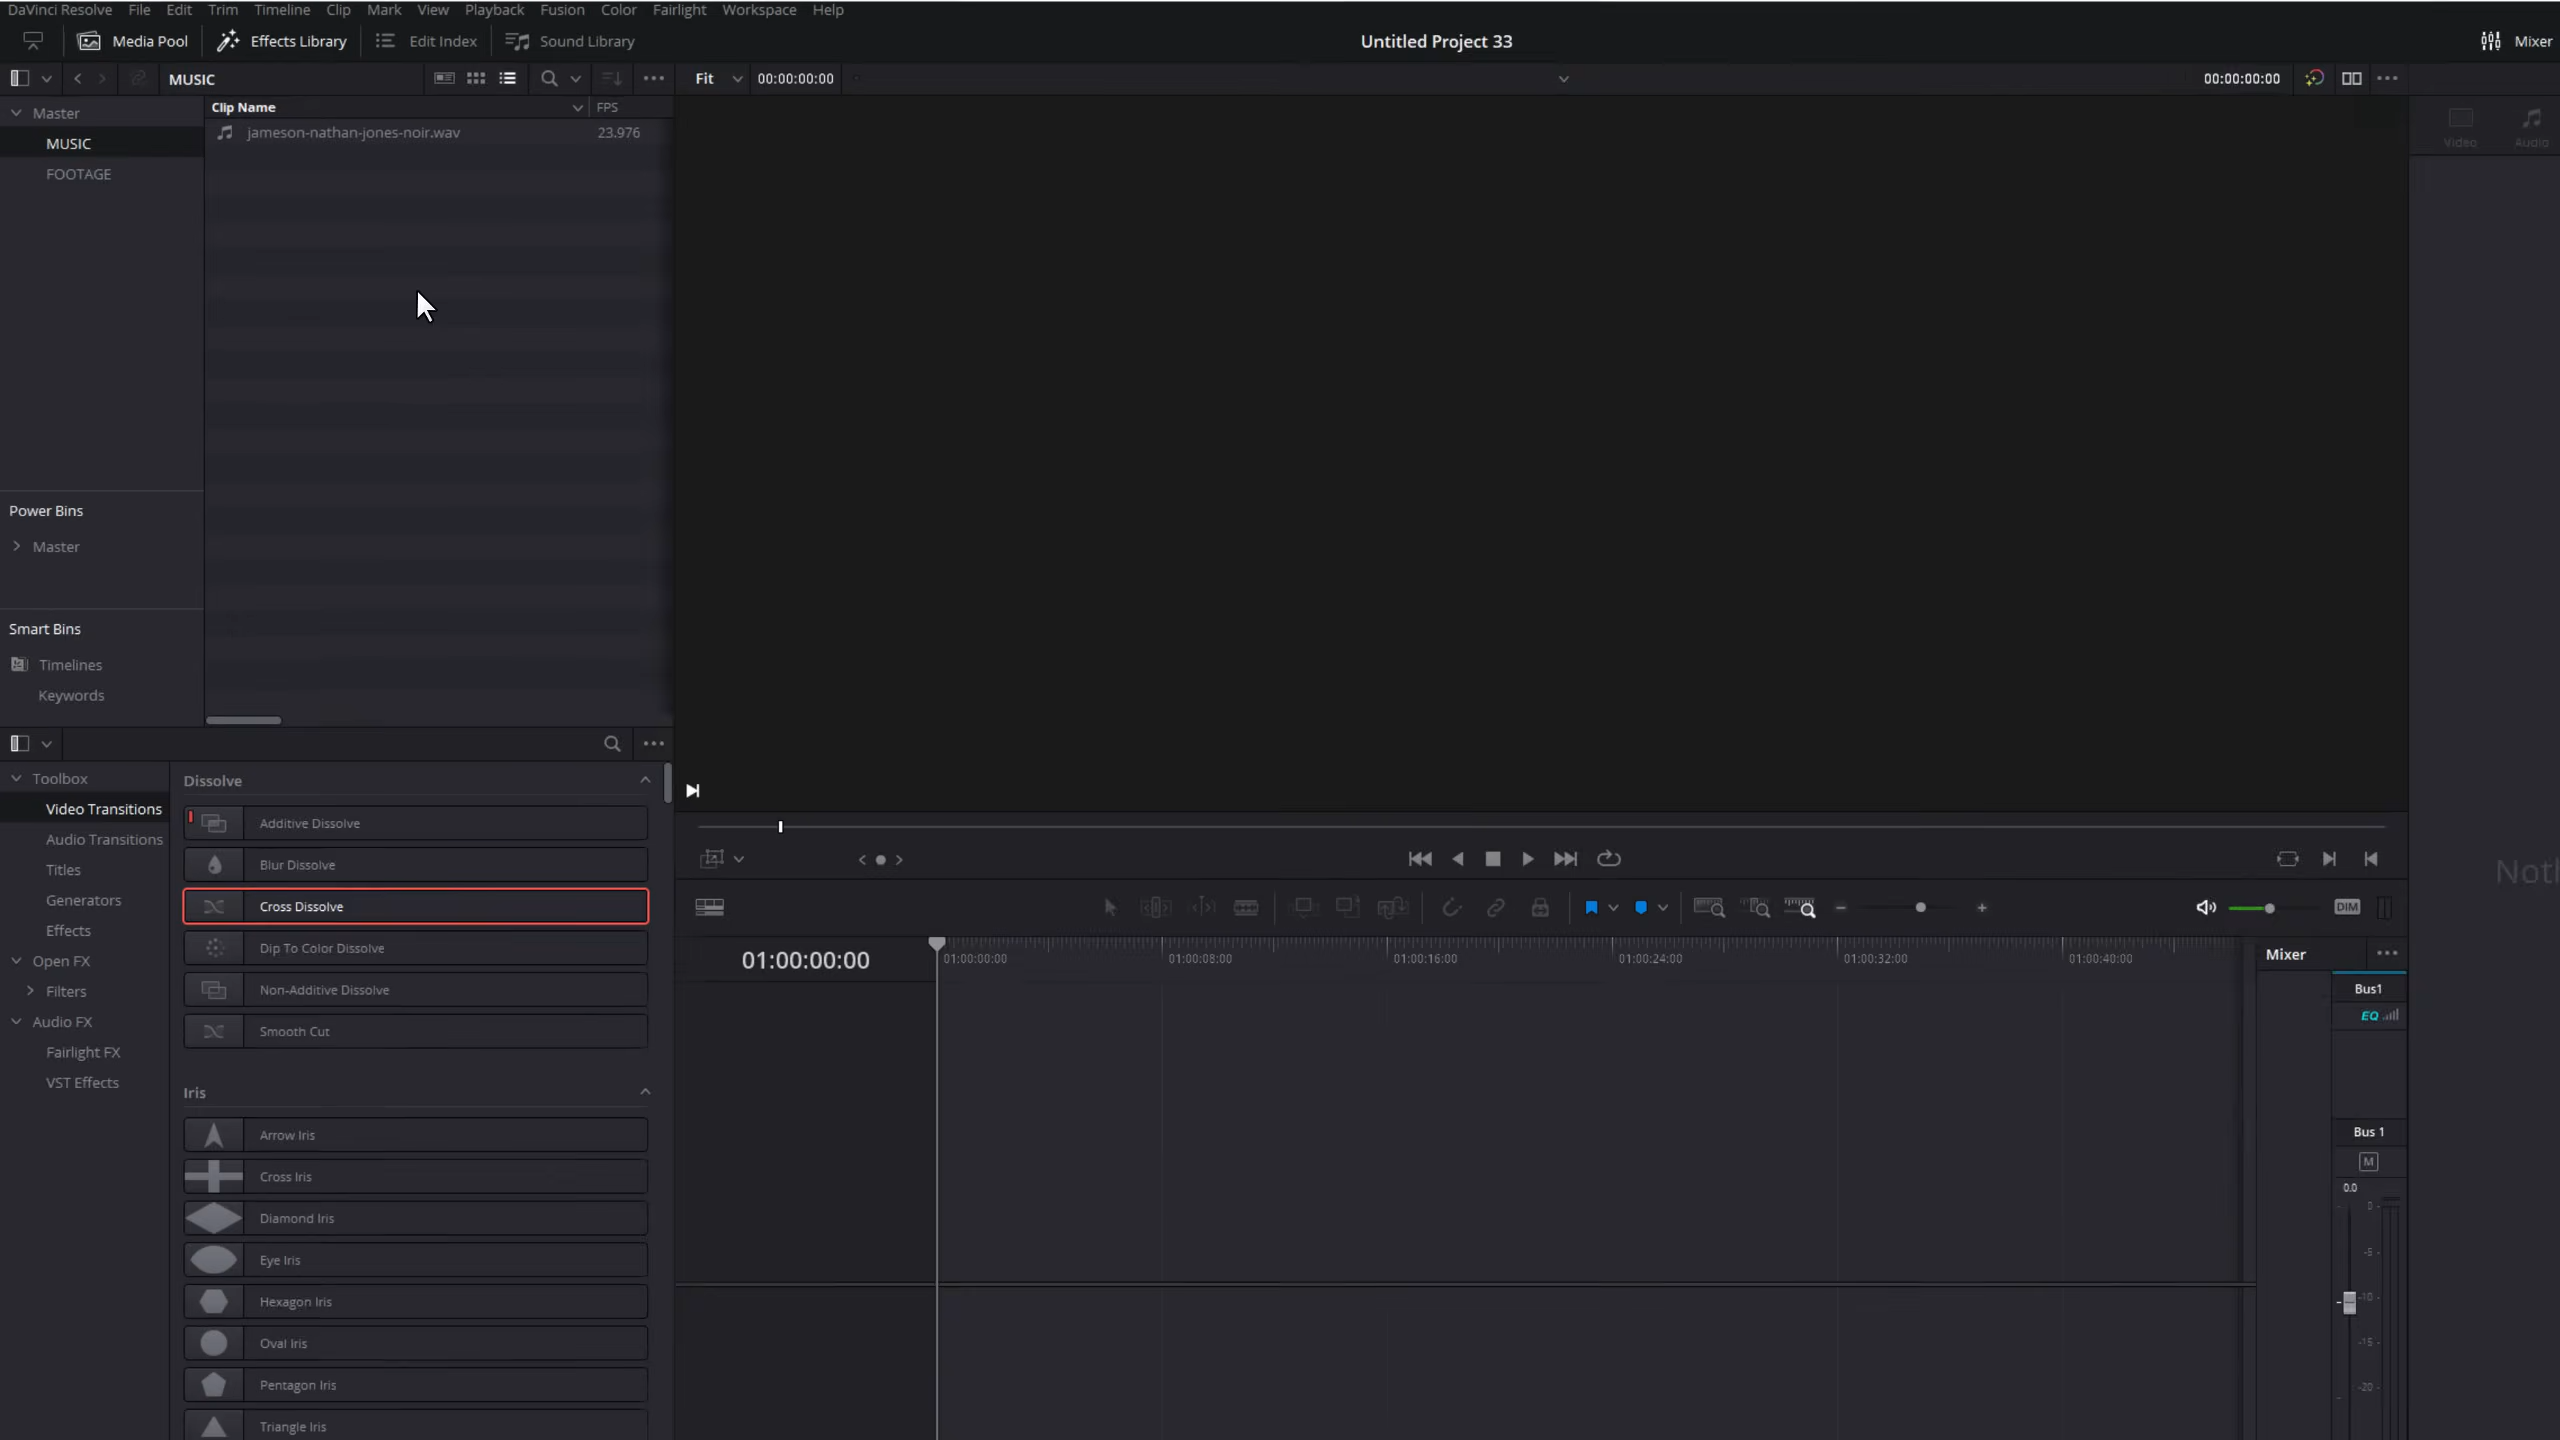 DaVinci Resolve File Edit Trim Timeline Clip Mark View Playback Fusion Color Fairlight Workspace Help
Media Pool Effects Library Edit Index Sound Library Untitled Project 33 Mixer
MUSIC Fit 00:00:00:00 00:00:00:00
Master Clip Name FPS
jameson-nathan-jones-noir.wav 23.976
Video Audio
MUSIC
FOOTAGE
Power Bins
Master
Smart Bins
Timelines
Keywords
Toolbox
Video Transitions
Audio Transitions
Titles
Generators
Effects
Open FX
Filters
Audio FX
Fairlight FX
VST Effects
Dissolve
Additive Dissolve
Blur Dissolve
Cross Dissolve
Dip To Color Dissolve
Non-Additive Dissolve
Smooth Cut
Iris
Arrow Iris
Cross Iris
Diamond Iris
Eye Iris
Hexagon Iris
Oval Iris
Pentagon Iris
Triangle Iris
Noth
DIM
01:00:00:00 01:00:00:00 01:00:08:00 01:00:16:00 01:00:24:00 01:00:32:00 01:00:40:00
Mixer
Bus1
EQ
Bus 1
M
0.0
0
-5
-10
-15
-20